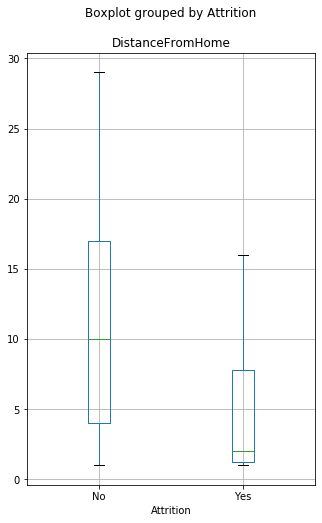 Boxplot grouped by Attrition
DistanceFromHome
30
25
20
15
10
5
0
No Yes
Attrition